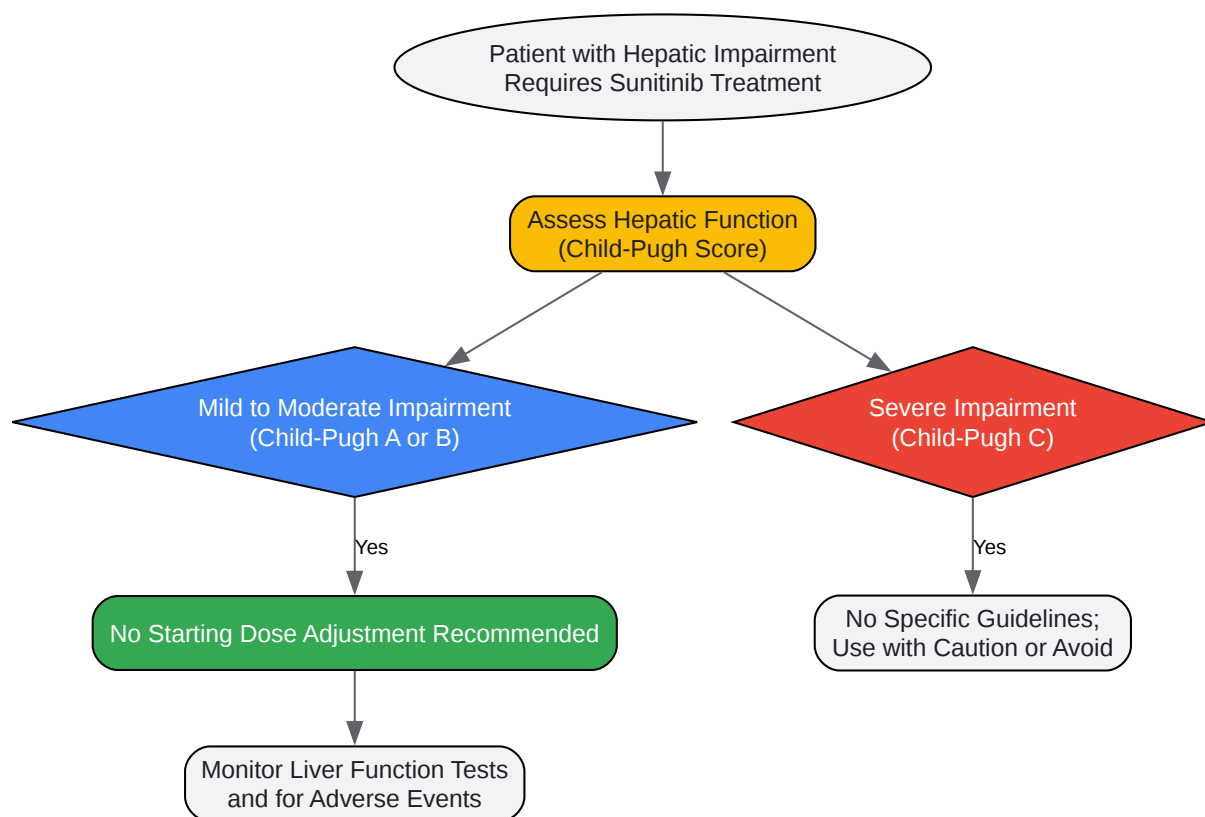 Patient with Hepatic Impairment
Requires Sunitinib Treatment
Assess Hepatic Function
(Child-Pugh Score)
Mild to Moderate Impairment
(Child-Pugh A or B)
Severe Impairment
(Child-Pugh C)
Yes
Yes
No Starting Dose Adjustment Recommended
No Specific Guidelines;
Use with Caution or Avoid
Monitor Liver Function Tests
and for Adverse Events